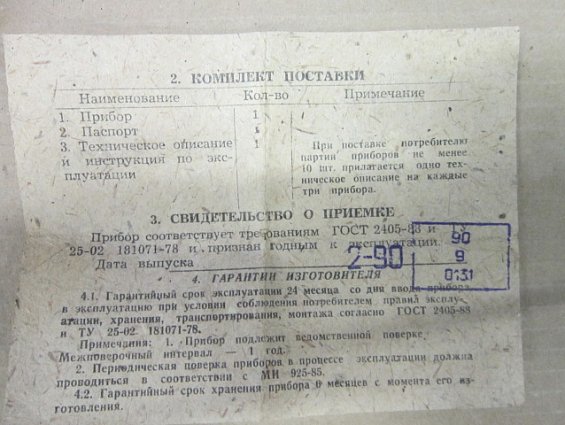 2. КОМПЛЕКТ ПОСТАВКИ
Наименование Кол-во Примечание
1. Прибор 1
2. Паспорт 1
3. Техническое описание 1
и инструкция по экс-
плуатации
При поставке потребителю
партии приборов не менее
10 шт. прилагается одно тех-
ническое описание на каждые
три прибора.
3. СВИДЕТЕЛЬСТВО О ПРИЕМКЕ
Прибор соответствует требованиям ГОСТ 2405-83 и ТУ
25-02 181071-78 и признан годным к эксплуатации.
Дата выпуска 2-90
90
9
0131
4. ГАРАНТИИ ИЗГОТОВИТЕЛЯ
4.1. Гарантийный срок эксплуатации 24 месяца со дня ввода прибора
в эксплуатацию при условии соблюдения потребителем правил эксплу-
атации, хранения, транспортирования, монтажа согласно ГОСТ 2405-83
и ТУ 25-02 181071-78.
Примечания: 1. Прибор подлежит ведомственной поверке.
Межповерочный интервал — 1 год.
2. Периодическая поверка приборов в процессе эксплуатации должна
проводиться в соответствии с МИ 925-85.
4.2. Гарантийный срок хранения прибора 6 месяцев с момента его из-
готовления.